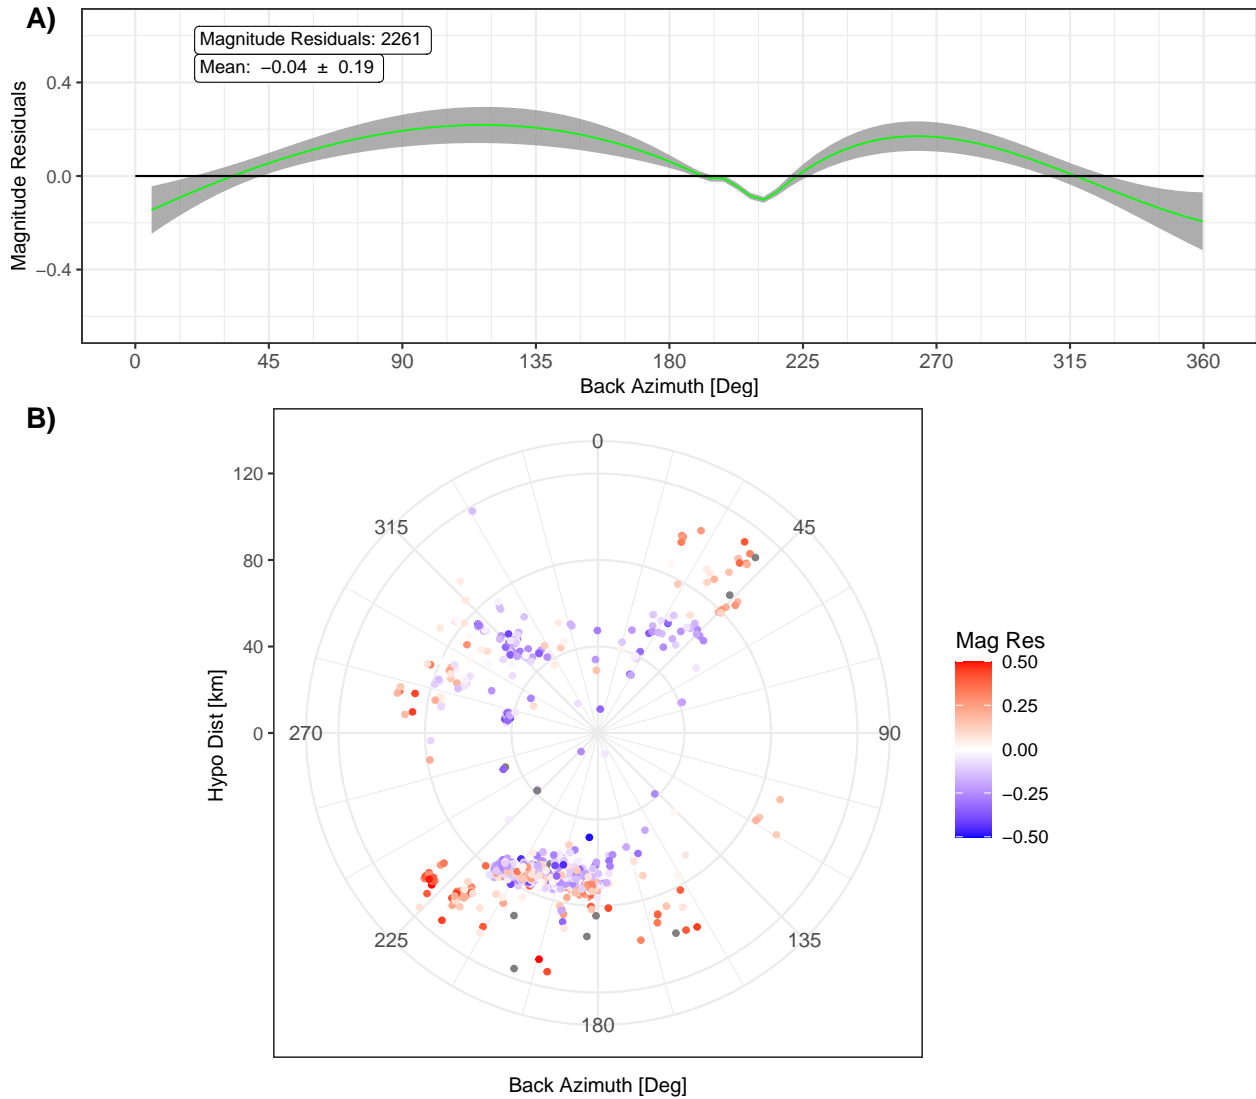 A)
Magnitude Residuals: 2261
Mean: −0.04 ± 0.19
0.4
0.0
−0.4
Magnitude Residuals
0 45 90 135 180 225 270 315 360
Back Azimuth [Deg]
B)
0
120
315 45
80
40
0 270 90
Hypo Dist [km]
225 135
180
Back Azimuth [Deg]
Mag Res
0.50
0.25
0.00
−0.25
−0.50